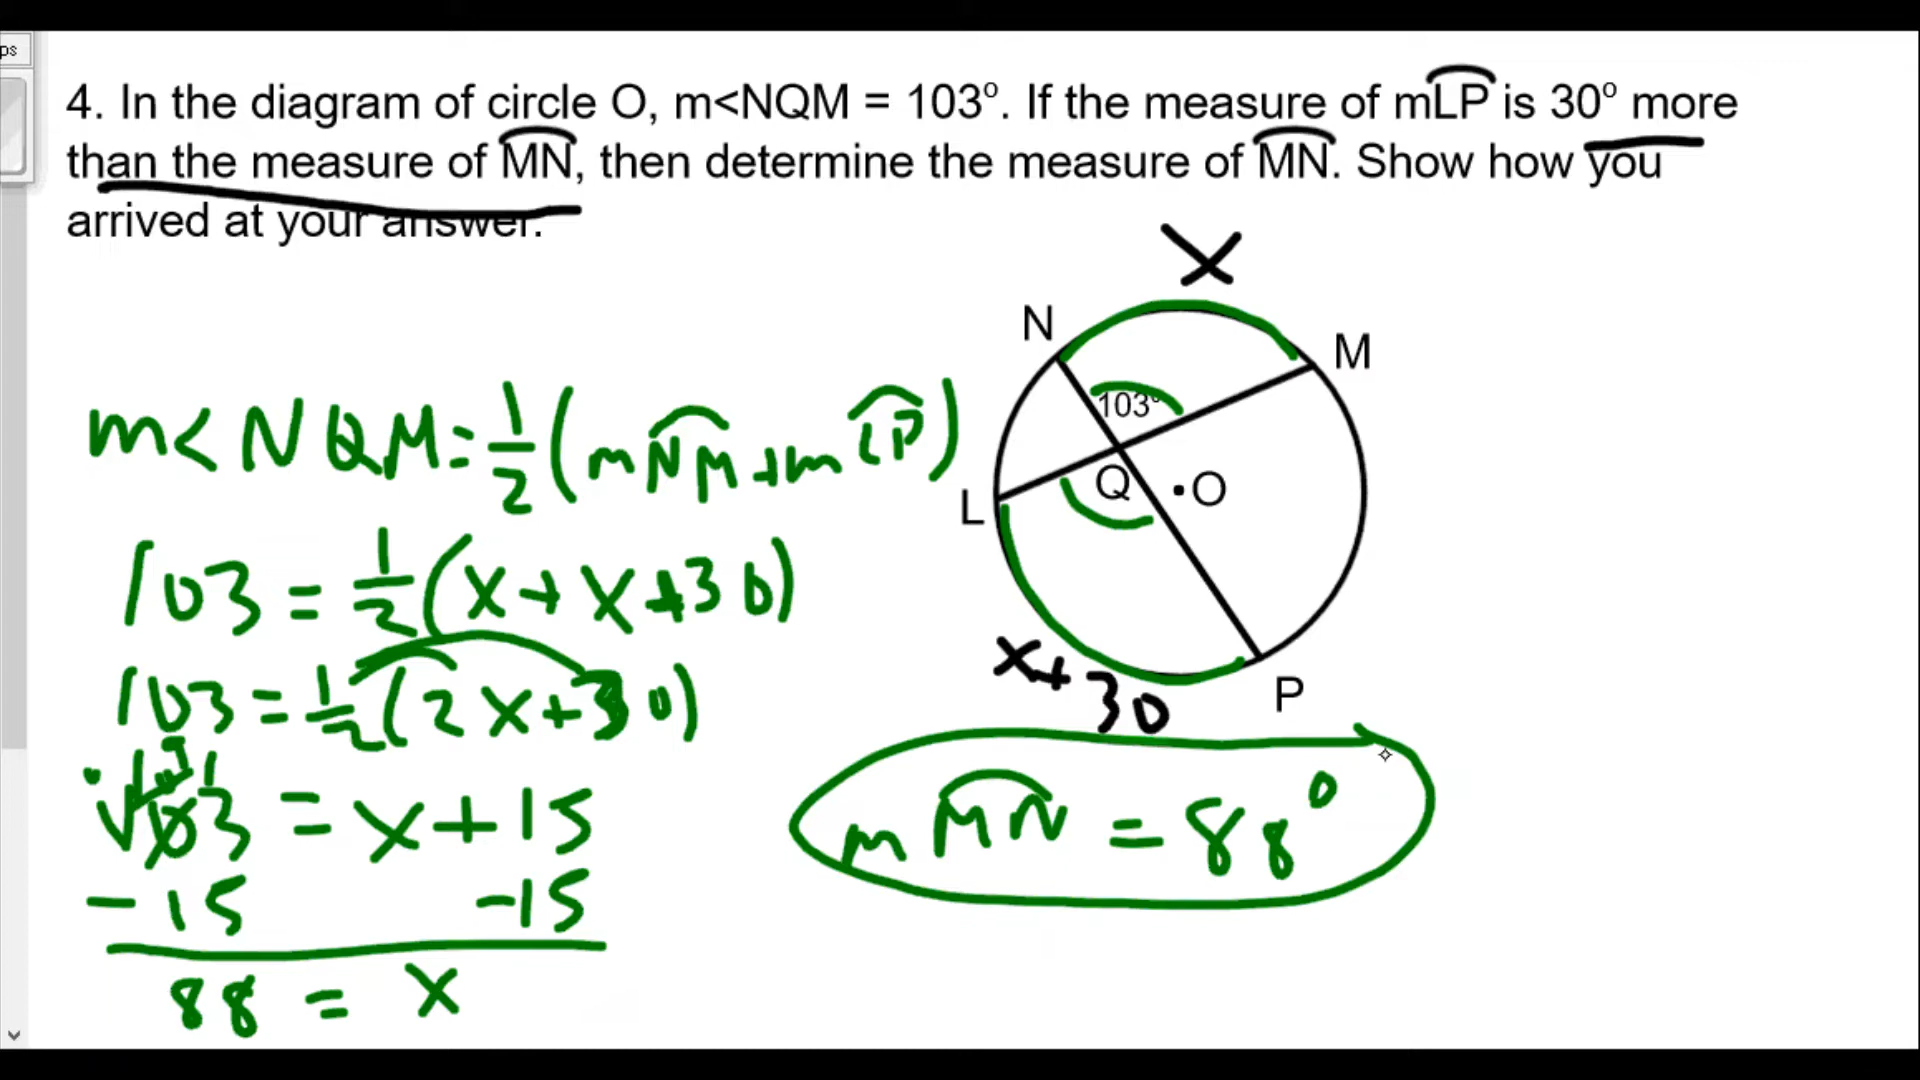 ps
4. In the diagram of circle O, m<NQM = 103°. If the measure of mLP is 30° more
than the measure of MN, then determine the measure of MN. Show how you
arrived at your answer.
X
N
M
103°
Q
O
L
P
x+30
m<NQM=1/2(mNM+mLP)
103=1/2(x+x+30)
103=1/2(2x+30)
103=x+15
-15 -15
88=x
mMN=88°